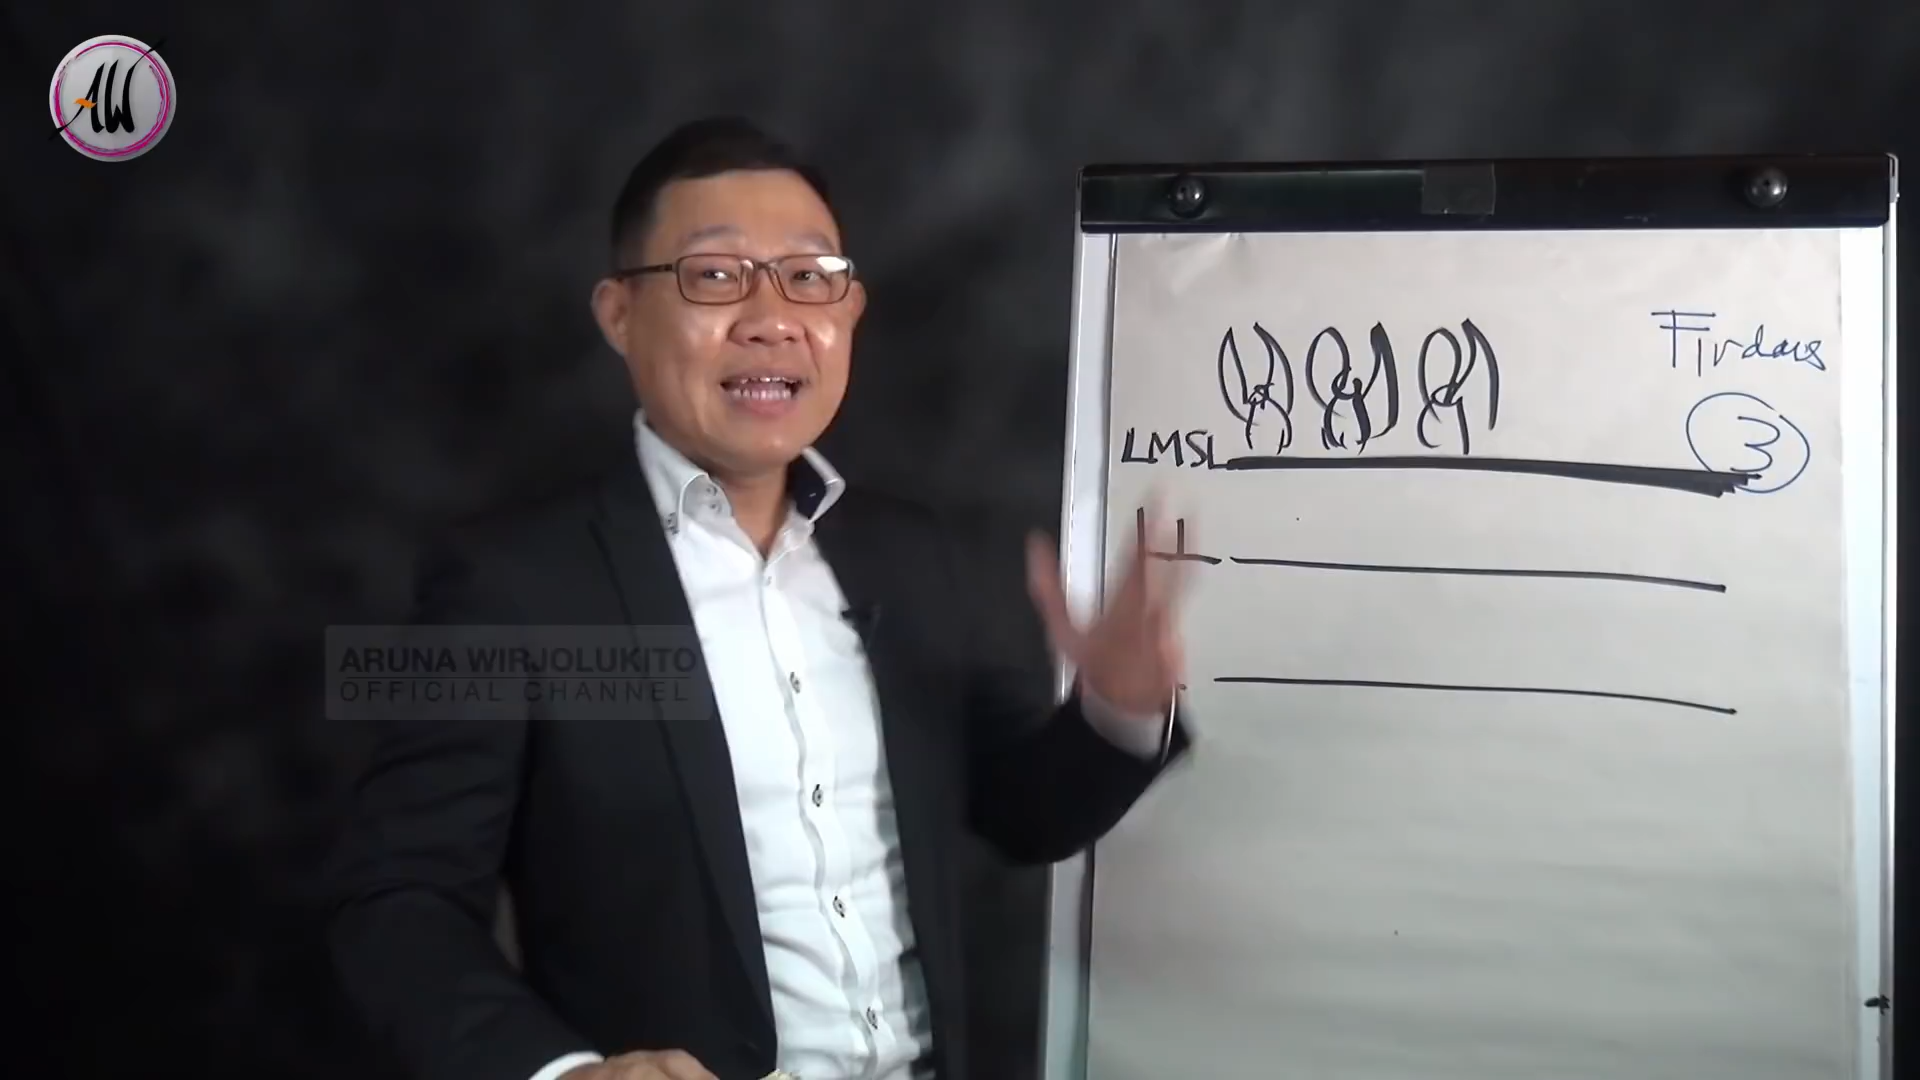 AW
Firdaus
3
LMSL
ARUNA WIRJOLUKITO
OFFICIAL CHANNEL